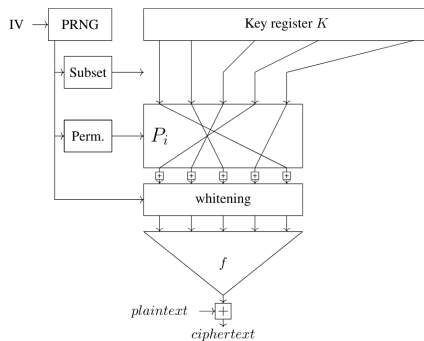 IV PRNG Key register K
Subset
Perm. P_i
+ + + + +
whitening
f
plaintext +
ciphertext